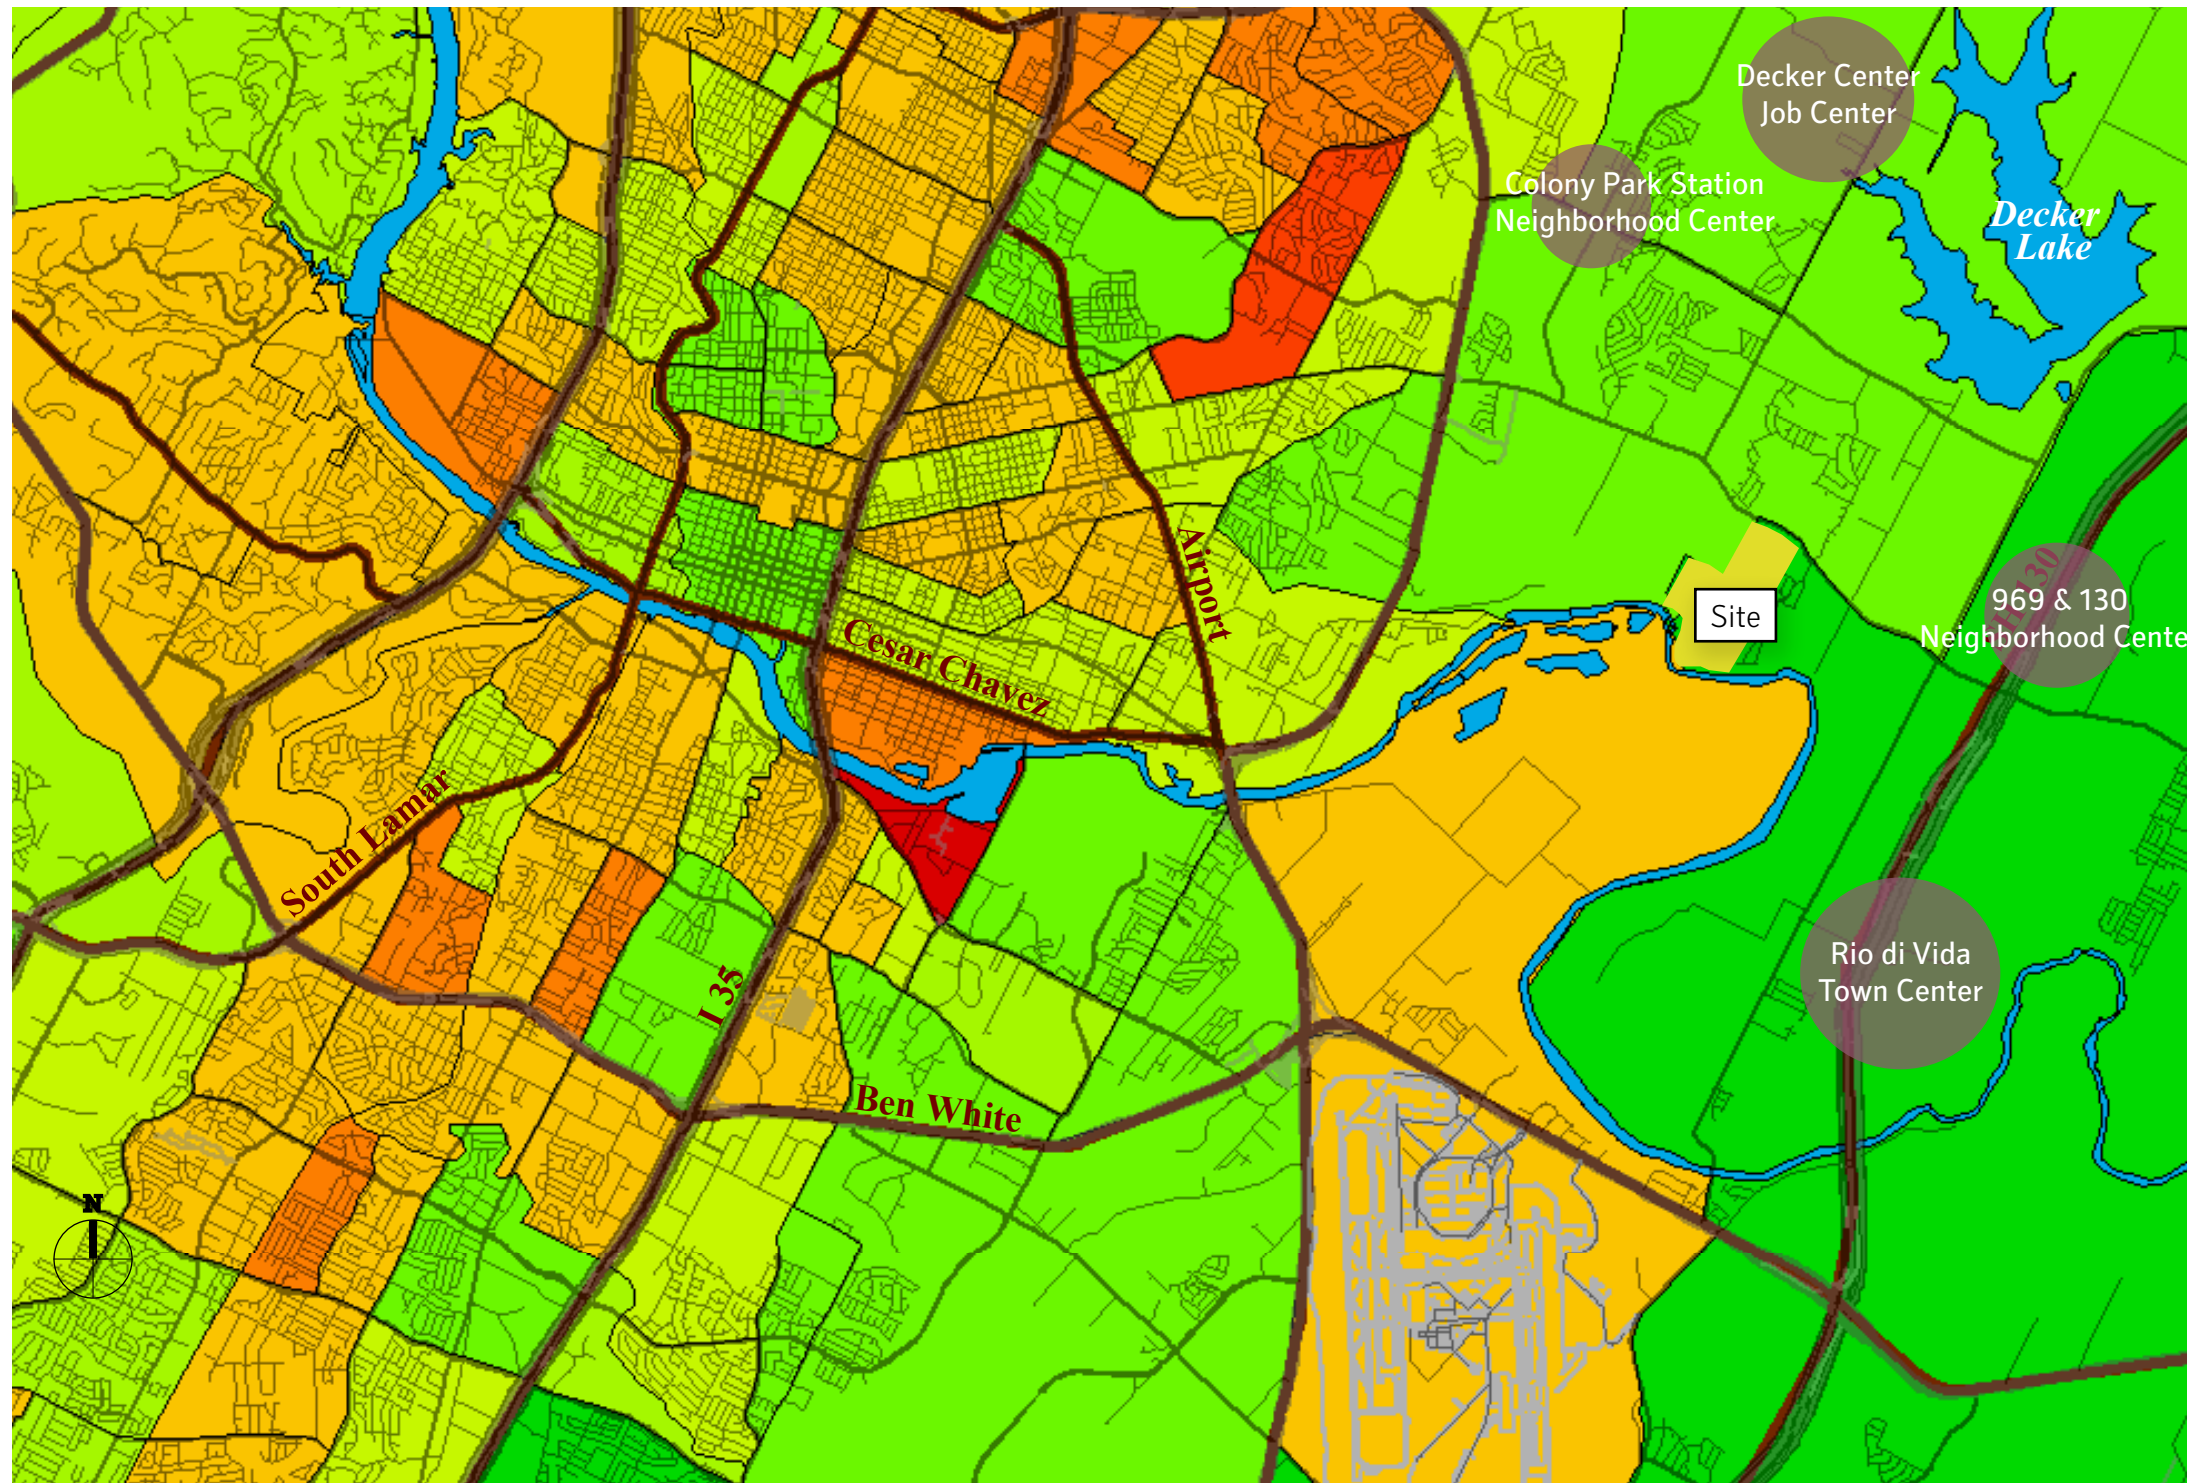 Decker Center
Job Center
Colony Park Station
Neighborhood Center
Decker
Lake
Airport
Site
H 130
969 & 130
Neighborhood Cente
Cesar Chavez
South Lamar
I 35
Rio di Vida
Town Center
Ben White
N